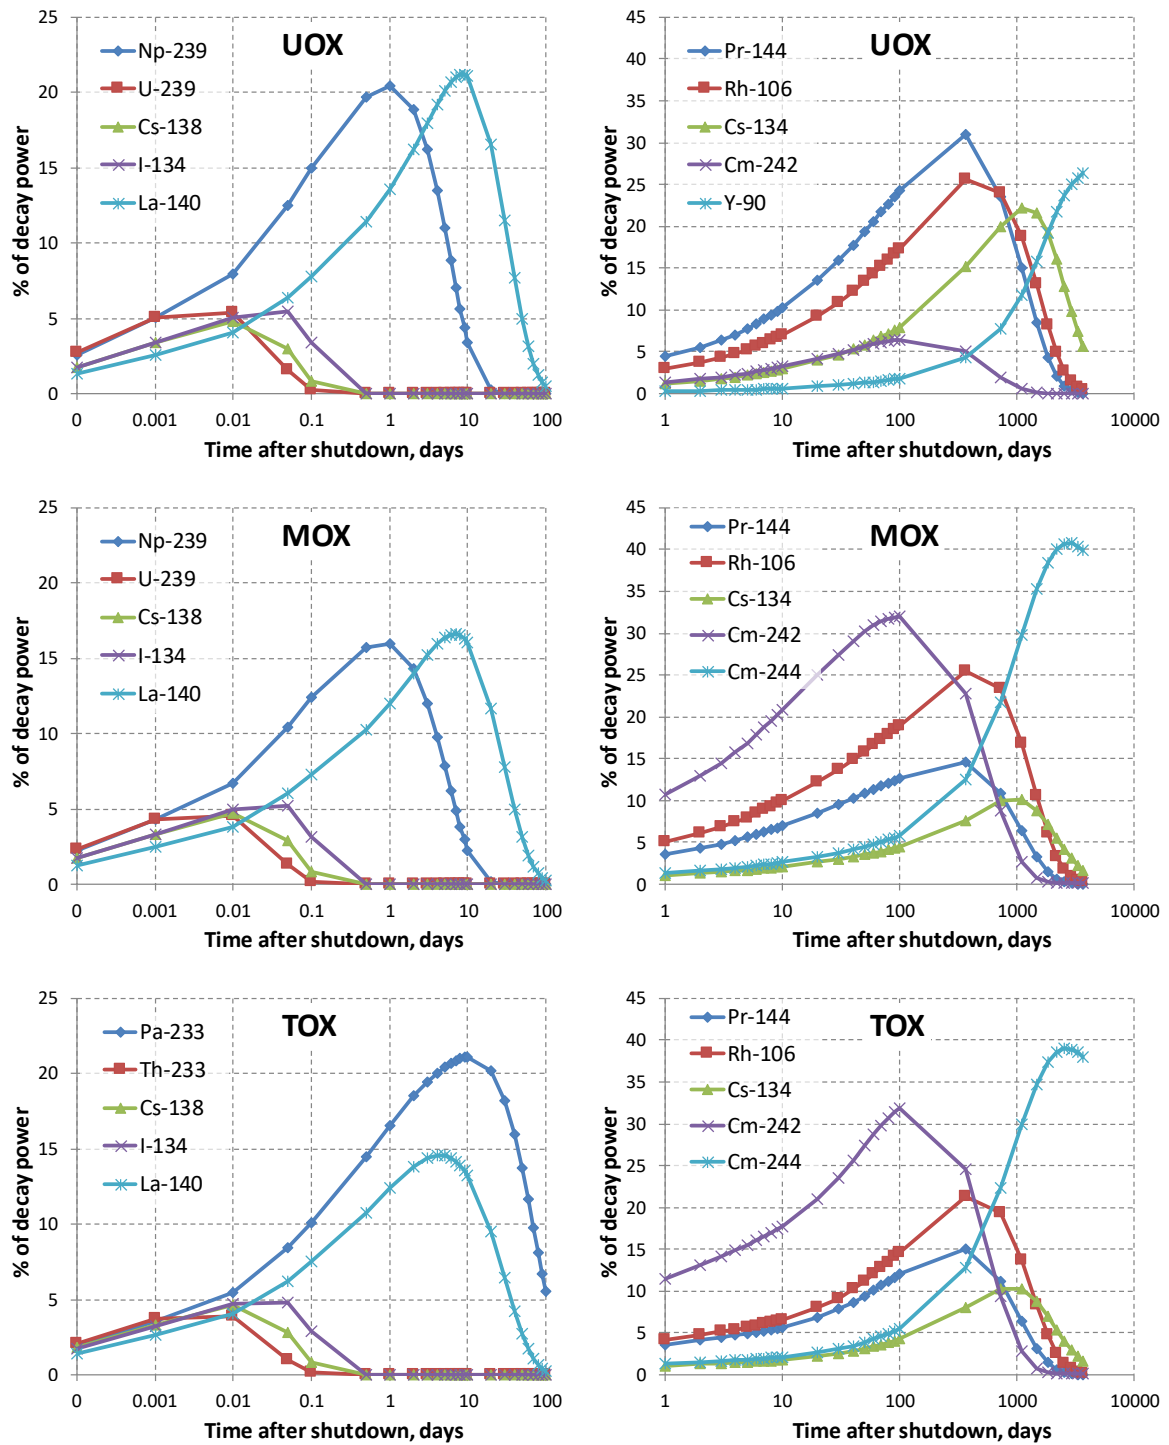 UOX
% of decay power
25
20
15
10
5
0
Np-239
U-239
Cs-138
I-134
La-140
0 0.001 0.01 0.1 1 10 100
Time after shutdown, days
UOX
% of decay power
45
40
35
30
25
20
15
10
5
0
Pr-144
Rh-106
Cs-134
Cm-242
Y-90
1 10 100 1000 10000
Time after shutdown, days
MOX
% of decay power
25
20
15
10
5
0
Np-239
U-239
Cs-138
I-134
La-140
0 0.001 0.01 0.1 1 10 100
Time after shutdown, days
MOX
% of decay power
45
40
35
30
25
20
15
10
5
0
Pr-144
Rh-106
Cs-134
Cm-242
Cm-244
1 10 100 1000 10000
Time after shutdown, days
TOX
% of decay power
25
20
15
10
5
0
Pa-233
Th-233
Cs-138
I-134
La-140
0 0.001 0.01 0.1 1 10 100
Time after shutdown, days
TOX
% of decay power
45
40
35
30
25
20
15
10
5
0
Pr-144
Rh-106
Cs-134
Cm-242
Cm-244
1 10 100 1000 10000
Time after shutdown, days